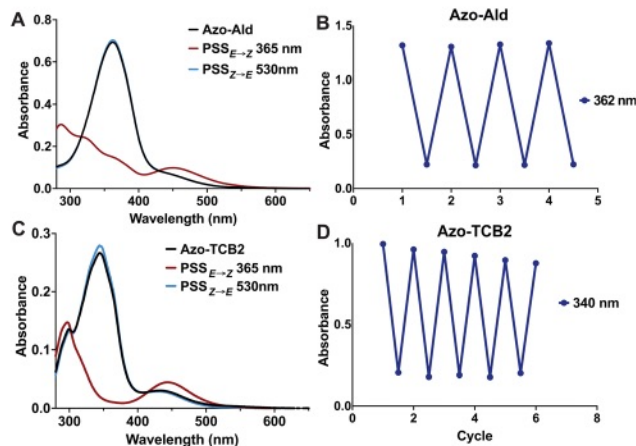 A
Azo-Ald
PSSE→Z 365 nm
PSSZ→E 530nm
Absorbance
0.8
0.6
0.4
0.2
0.0
300 400 500 600
Wavelength (nm)
B
Azo-Ald
Absorbance
1.5
1.0
0.5
0.0
0 1 2 3 4 5
362 nm
C
Azo-TCB2
PSSE→Z 365 nm
PSSZ→E 530nm
Absorbance
0.3
0.2
0.1
0.0
300 400 500 600
Wavelength (nm)
D
Azo-TCB2
Absorbance
1.0
0.5
0.0
0 2 4 6 8
Cycle
340 nm